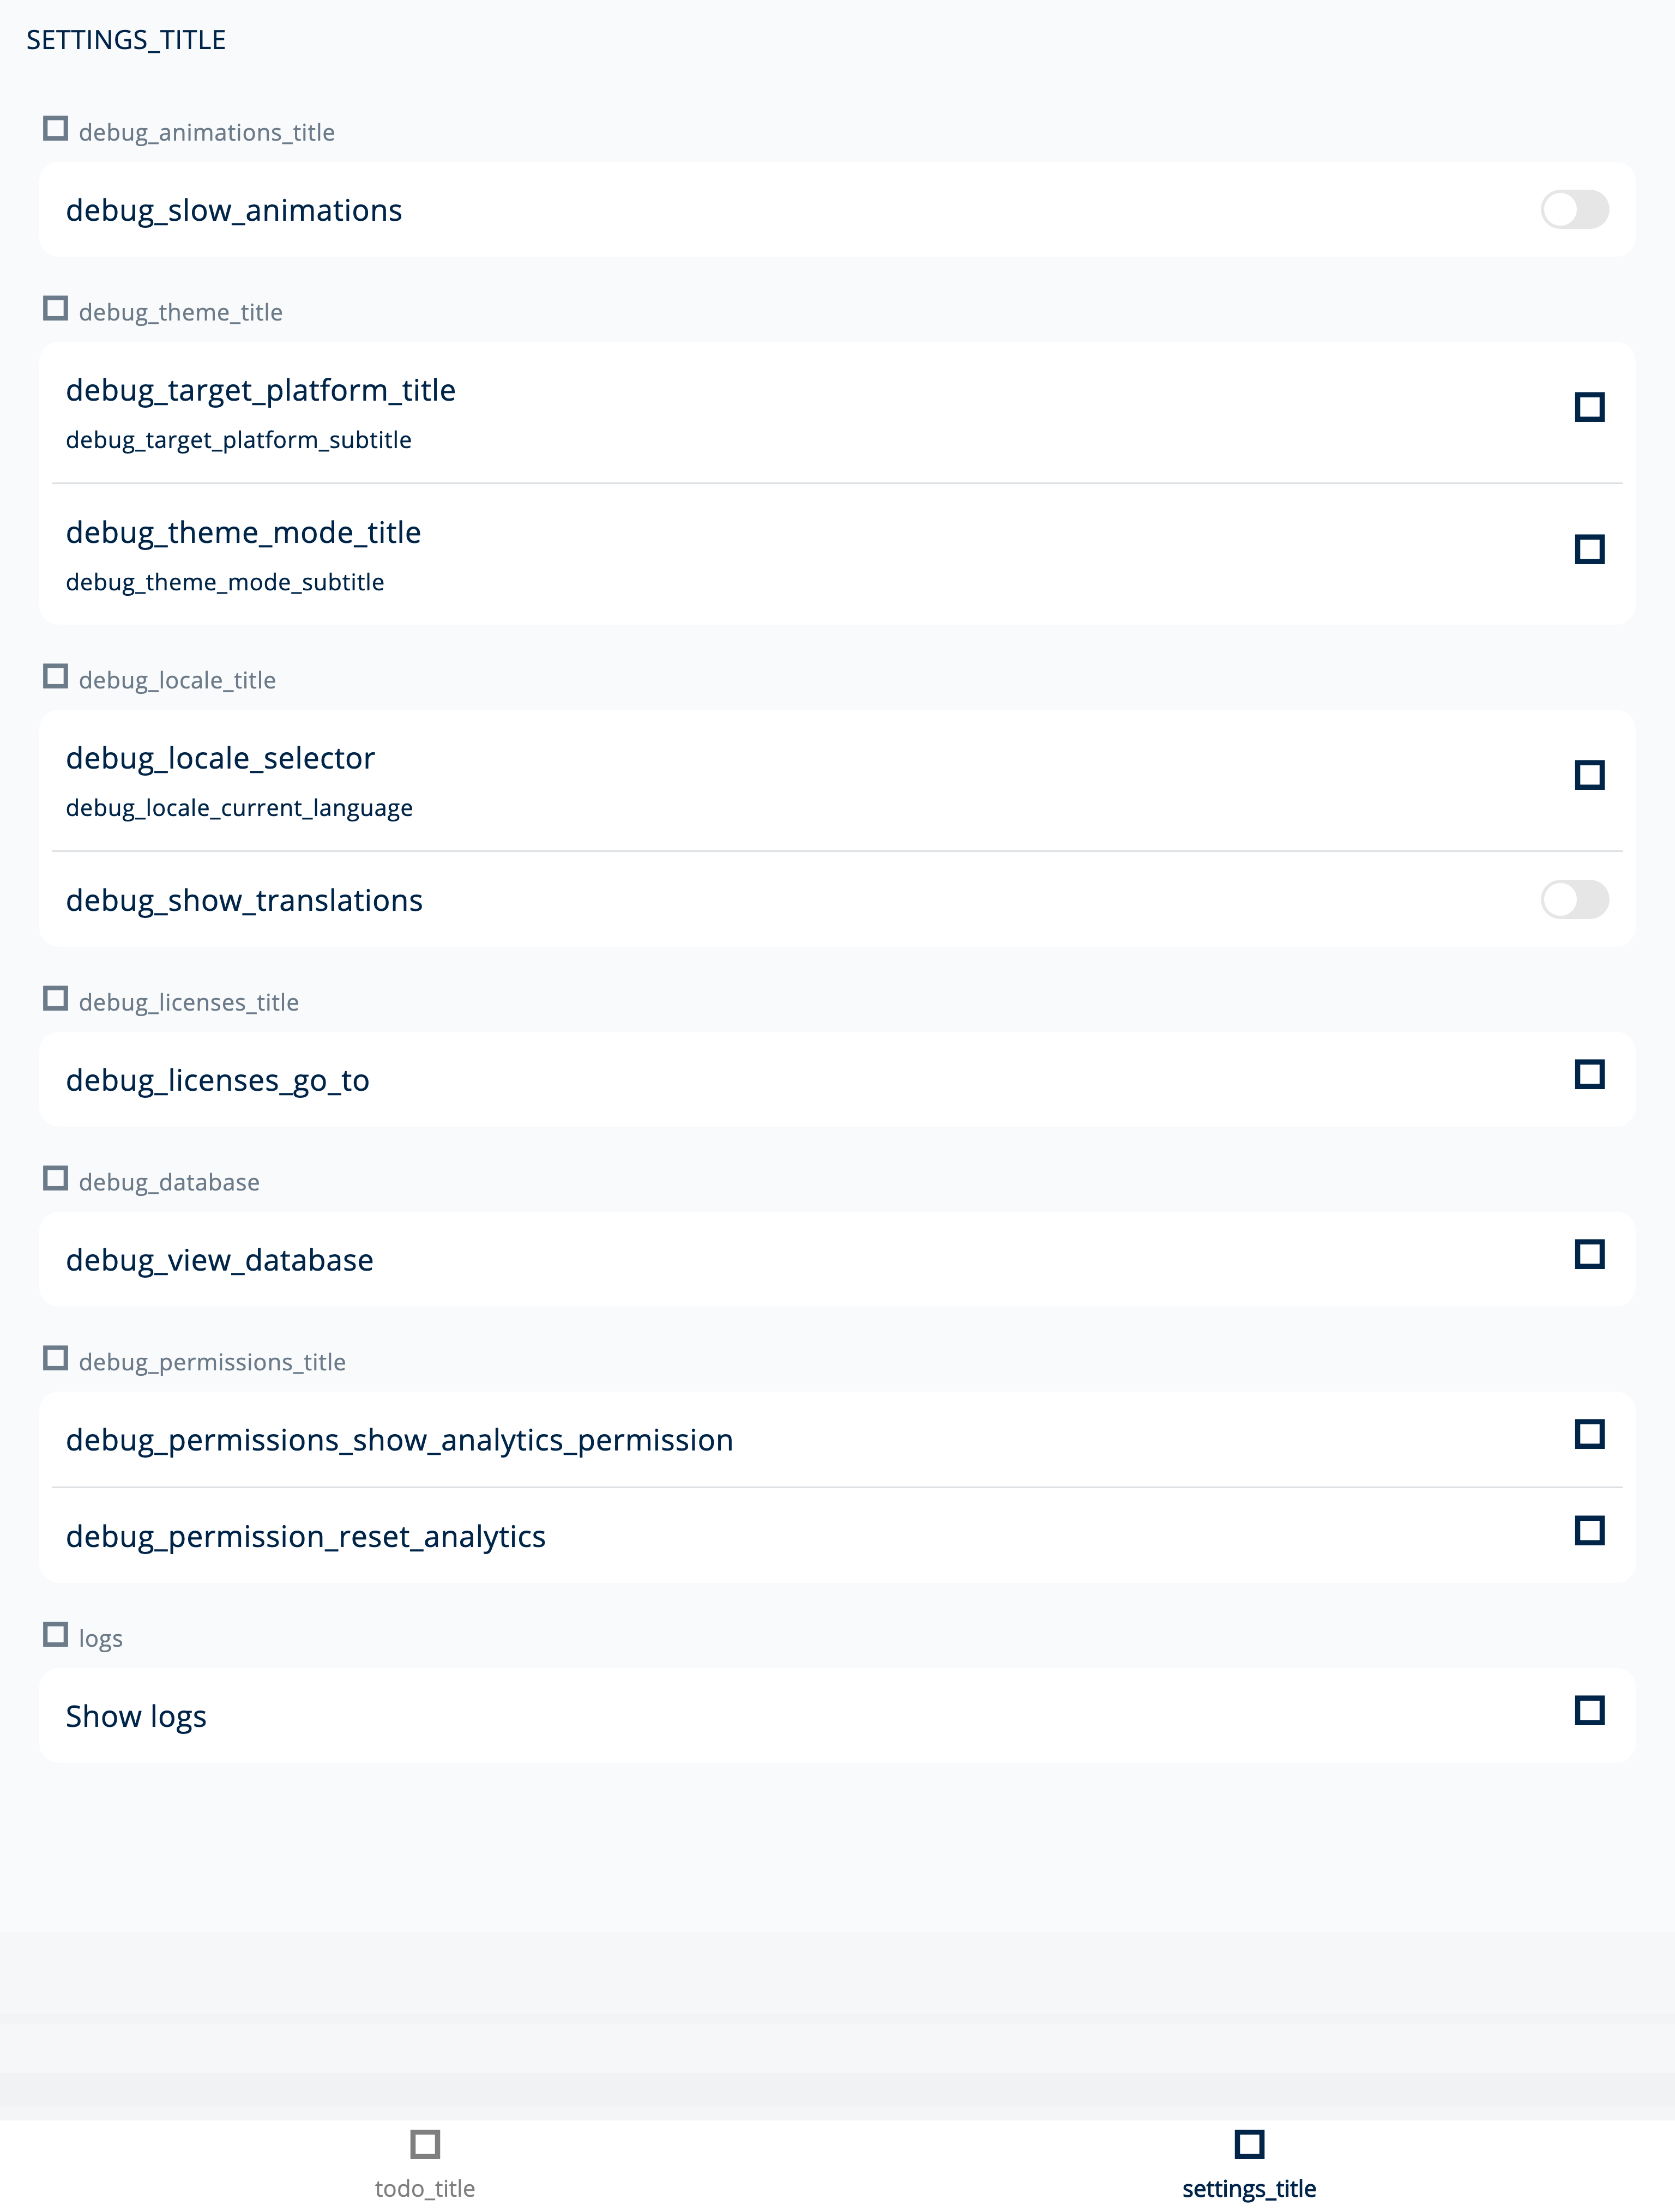 SETTINGS_TITLE
debug_animations_title
debug_slow_animations
debug_theme_title
debug_target_platform_title
debug_target_platform_subtitle
debug_theme_mode_title
debug_theme_mode_subtitle
debug_locale_title
debug_locale_selector
debug_locale_current_language
debug_show_translations
debug_licenses_title
debug_licenses_go_to
debug_database
debug_view_database
debug_permissions_title
debug_permissions_show_analytics_permission
debug_permission_reset_analytics
logs
Show logs
todo_title
settings_title